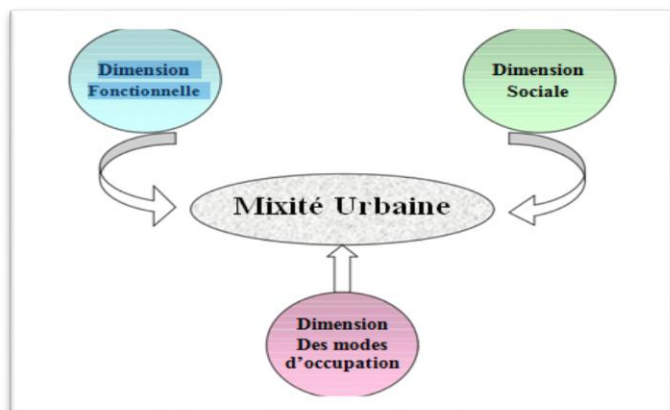 Dimension
Fonctionnelle
Dimension
Sociale
Mixité Urbaine
Dimension
Des modes
d’occupation